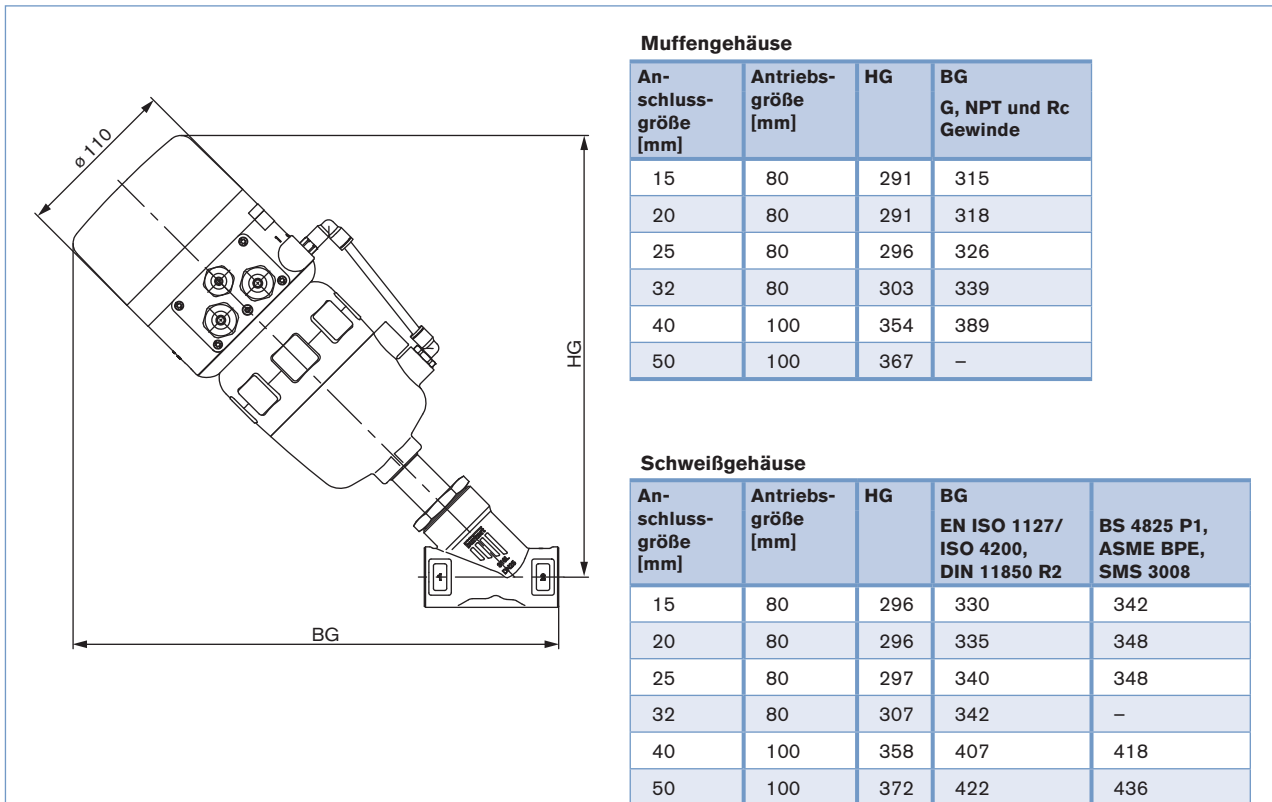 Muffengehäuse
An-
schluss-
größe
[mm]
Antriebs-
größe
[mm]
HG
BG
G, NPT und Rc
Gewinde
15 80 291 315
20 80 291 318
25 80 296 326
32 80 303 339
40 100 354 389
50 100 367 –
ø 110
HG
1
2
BG
Schweißgehäuse
An-
schluss-
größe
[mm]
Antriebs-
größe
[mm]
HG
BG
EN ISO 1127/
ISO 4200,
DIN 11850 R2
BS 4825 P1,
ASME BPE,
SMS 3008
15 80 296 330 342
20 80 296 335 348
25 80 297 340 348
32 80 307 342 –
40 100 358 407 418
50 100 372 422 436